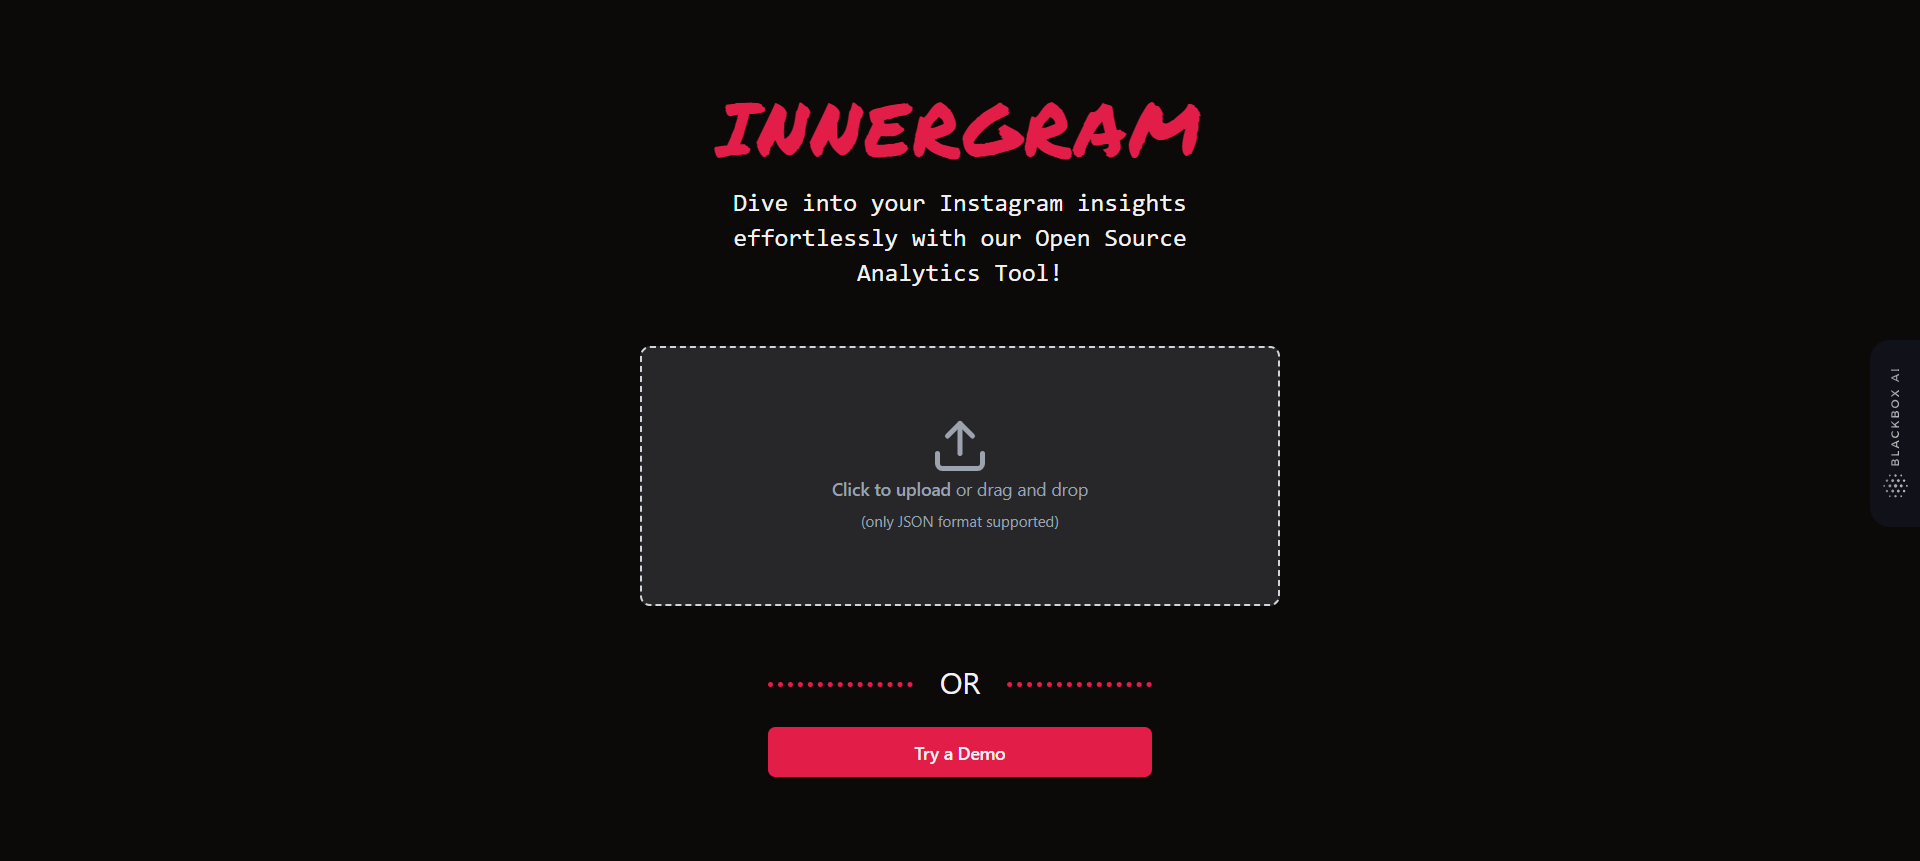 INNERGRAM
Dive into your Instagram insights
effortlessly with our Open Source
Analytics Tool!
Click to upload or drag and drop
(only JSON format supported)
OR
Try a Demo
BLACKBOX AI